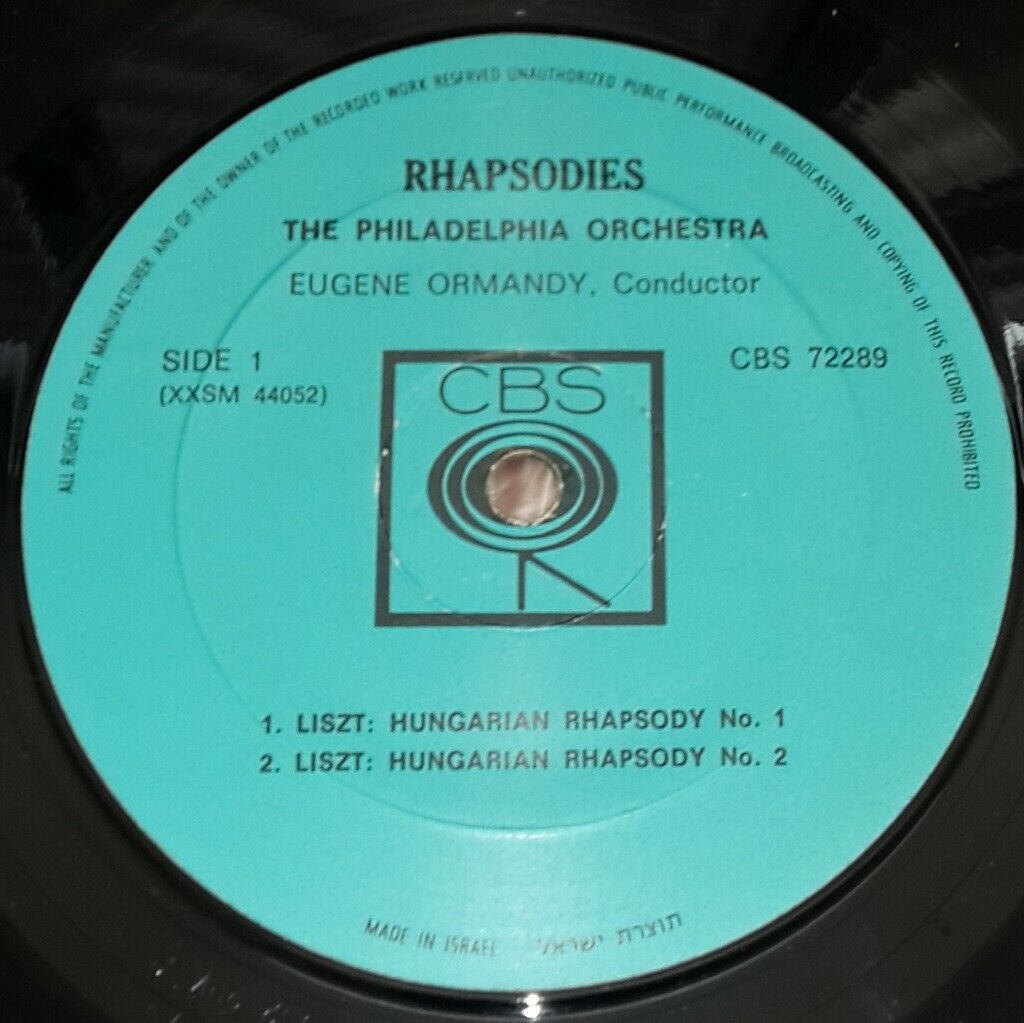 ALL RIGHTS OF THE MANUFACTURER AND OF THE OWNER OF THE RECORDED WORK RESERVED UNAUTHORIZED PUBLIC PERFORMANCE BROADCASTING AND COPYING OF THIS RECORD PROHIBITED
RHAPSODIES
THE PHILADELPHIA ORCHESTRA
EUGENE ORMANDY, Conductor
SIDE 1
CBS 72289
(XXSM 44052)
CBS
1. LISZT: HUNGARIAN RHAPSODY No. 1
2. LISZT: HUNGARIAN RHAPSODY No. 2
MADE IN ISRAEL תוצרת ישראל